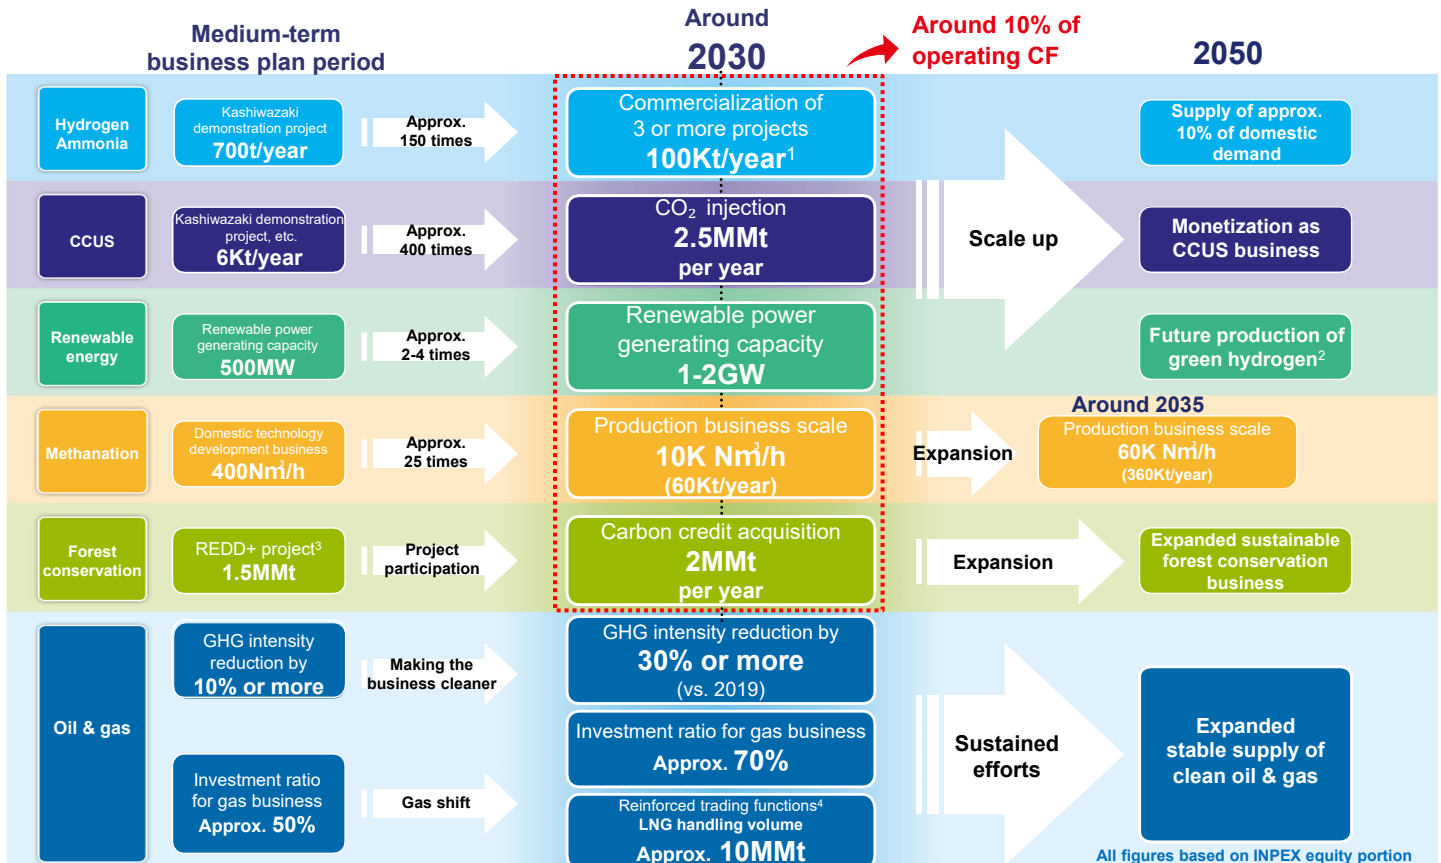 Medium-term
business plan period
Around
2030
Around 10% of
operating CF
2050
Hydrogen
Ammonia
Kashiwazaki
demonstration project
700t/year
Approx.
150 times
Commercialization of
3 or more projects
100Kt/year¹
Supply of approx.
10% of domestic
demand
CCUS
Kashiwazaki demonstration
project, etc.
6Kt/year
Approx.
400 times
CO₂ injection
2.5MMt
per year
Scale up
Monetization as
CCUS business
Renewable
energy
Renewable power
generating capacity
500MW
Approx.
2-4 times
Renewable power
generating capacity
1-2GW
Future production of
green hydrogen²
Methanation
Domestic technology
development business
400Nm³/h
Approx.
25 times
Production business scale
10K Nm³/h
(60Kt/year)
Expansion
Around 2035
Production business scale
60K Nm³/h
(360Kt/year)
Forest
conservation
REDD+ project³
1.5MMt
Project
participation
Carbon credit acquisition
2MMt
per year
Expansion
Expanded sustainable
forest conservation
business
Oil & gas
GHG intensity
reduction by
10% or more
Making the
business cleaner
GHG intensity reduction by
30% or more
(vs. 2019)
Investment ratio for gas business
Approx. 70%
Investment ratio
for gas business
Approx. 50%
Gas shift
Reinforced trading functions⁴
LNG handling volume
Approx. 10MMt
Sustained
efforts
Expanded
stable supply of
clean oil & gas
All figures based on INPEX equity portion